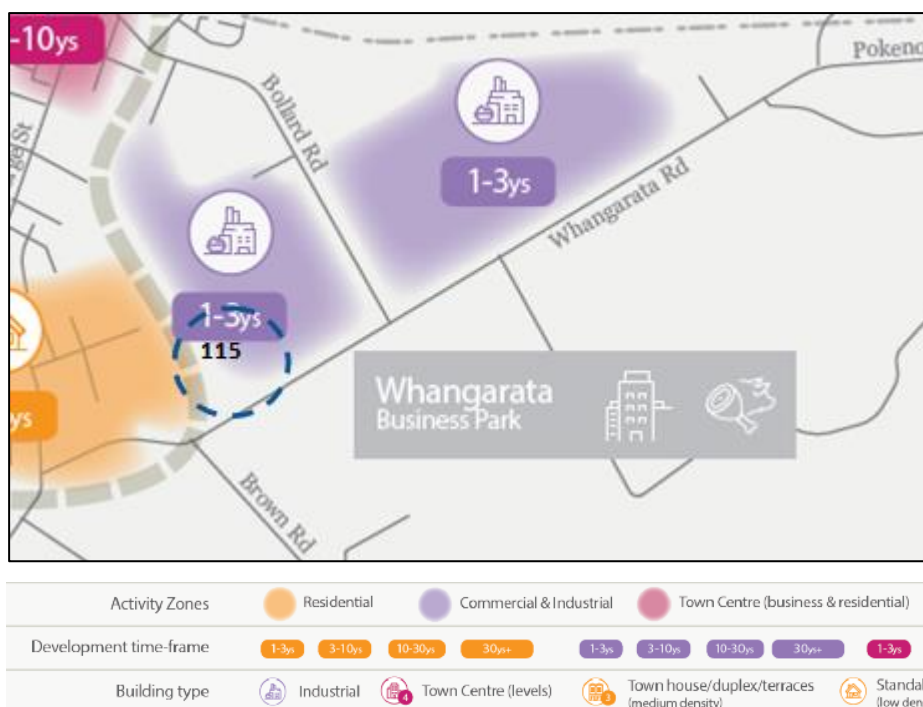 -10ys
Bollard Rd
Pokeno
1-3ys
Whangarata Rd
1-3ys
115
Whangarata
Business Park
ys
Brown Rd
Activity Zones
Residential
Commercial & Industrial
Town Centre (business & residential)
Development time-frame
1-3ys
3-10ys
10-30ys
30ys+
1-3ys
3-10ys
10-30ys
30ys+
1-3ys
Building type
Industrial
4
Town Centre (levels)
3
Town house/duplex/terraces
(medium density)